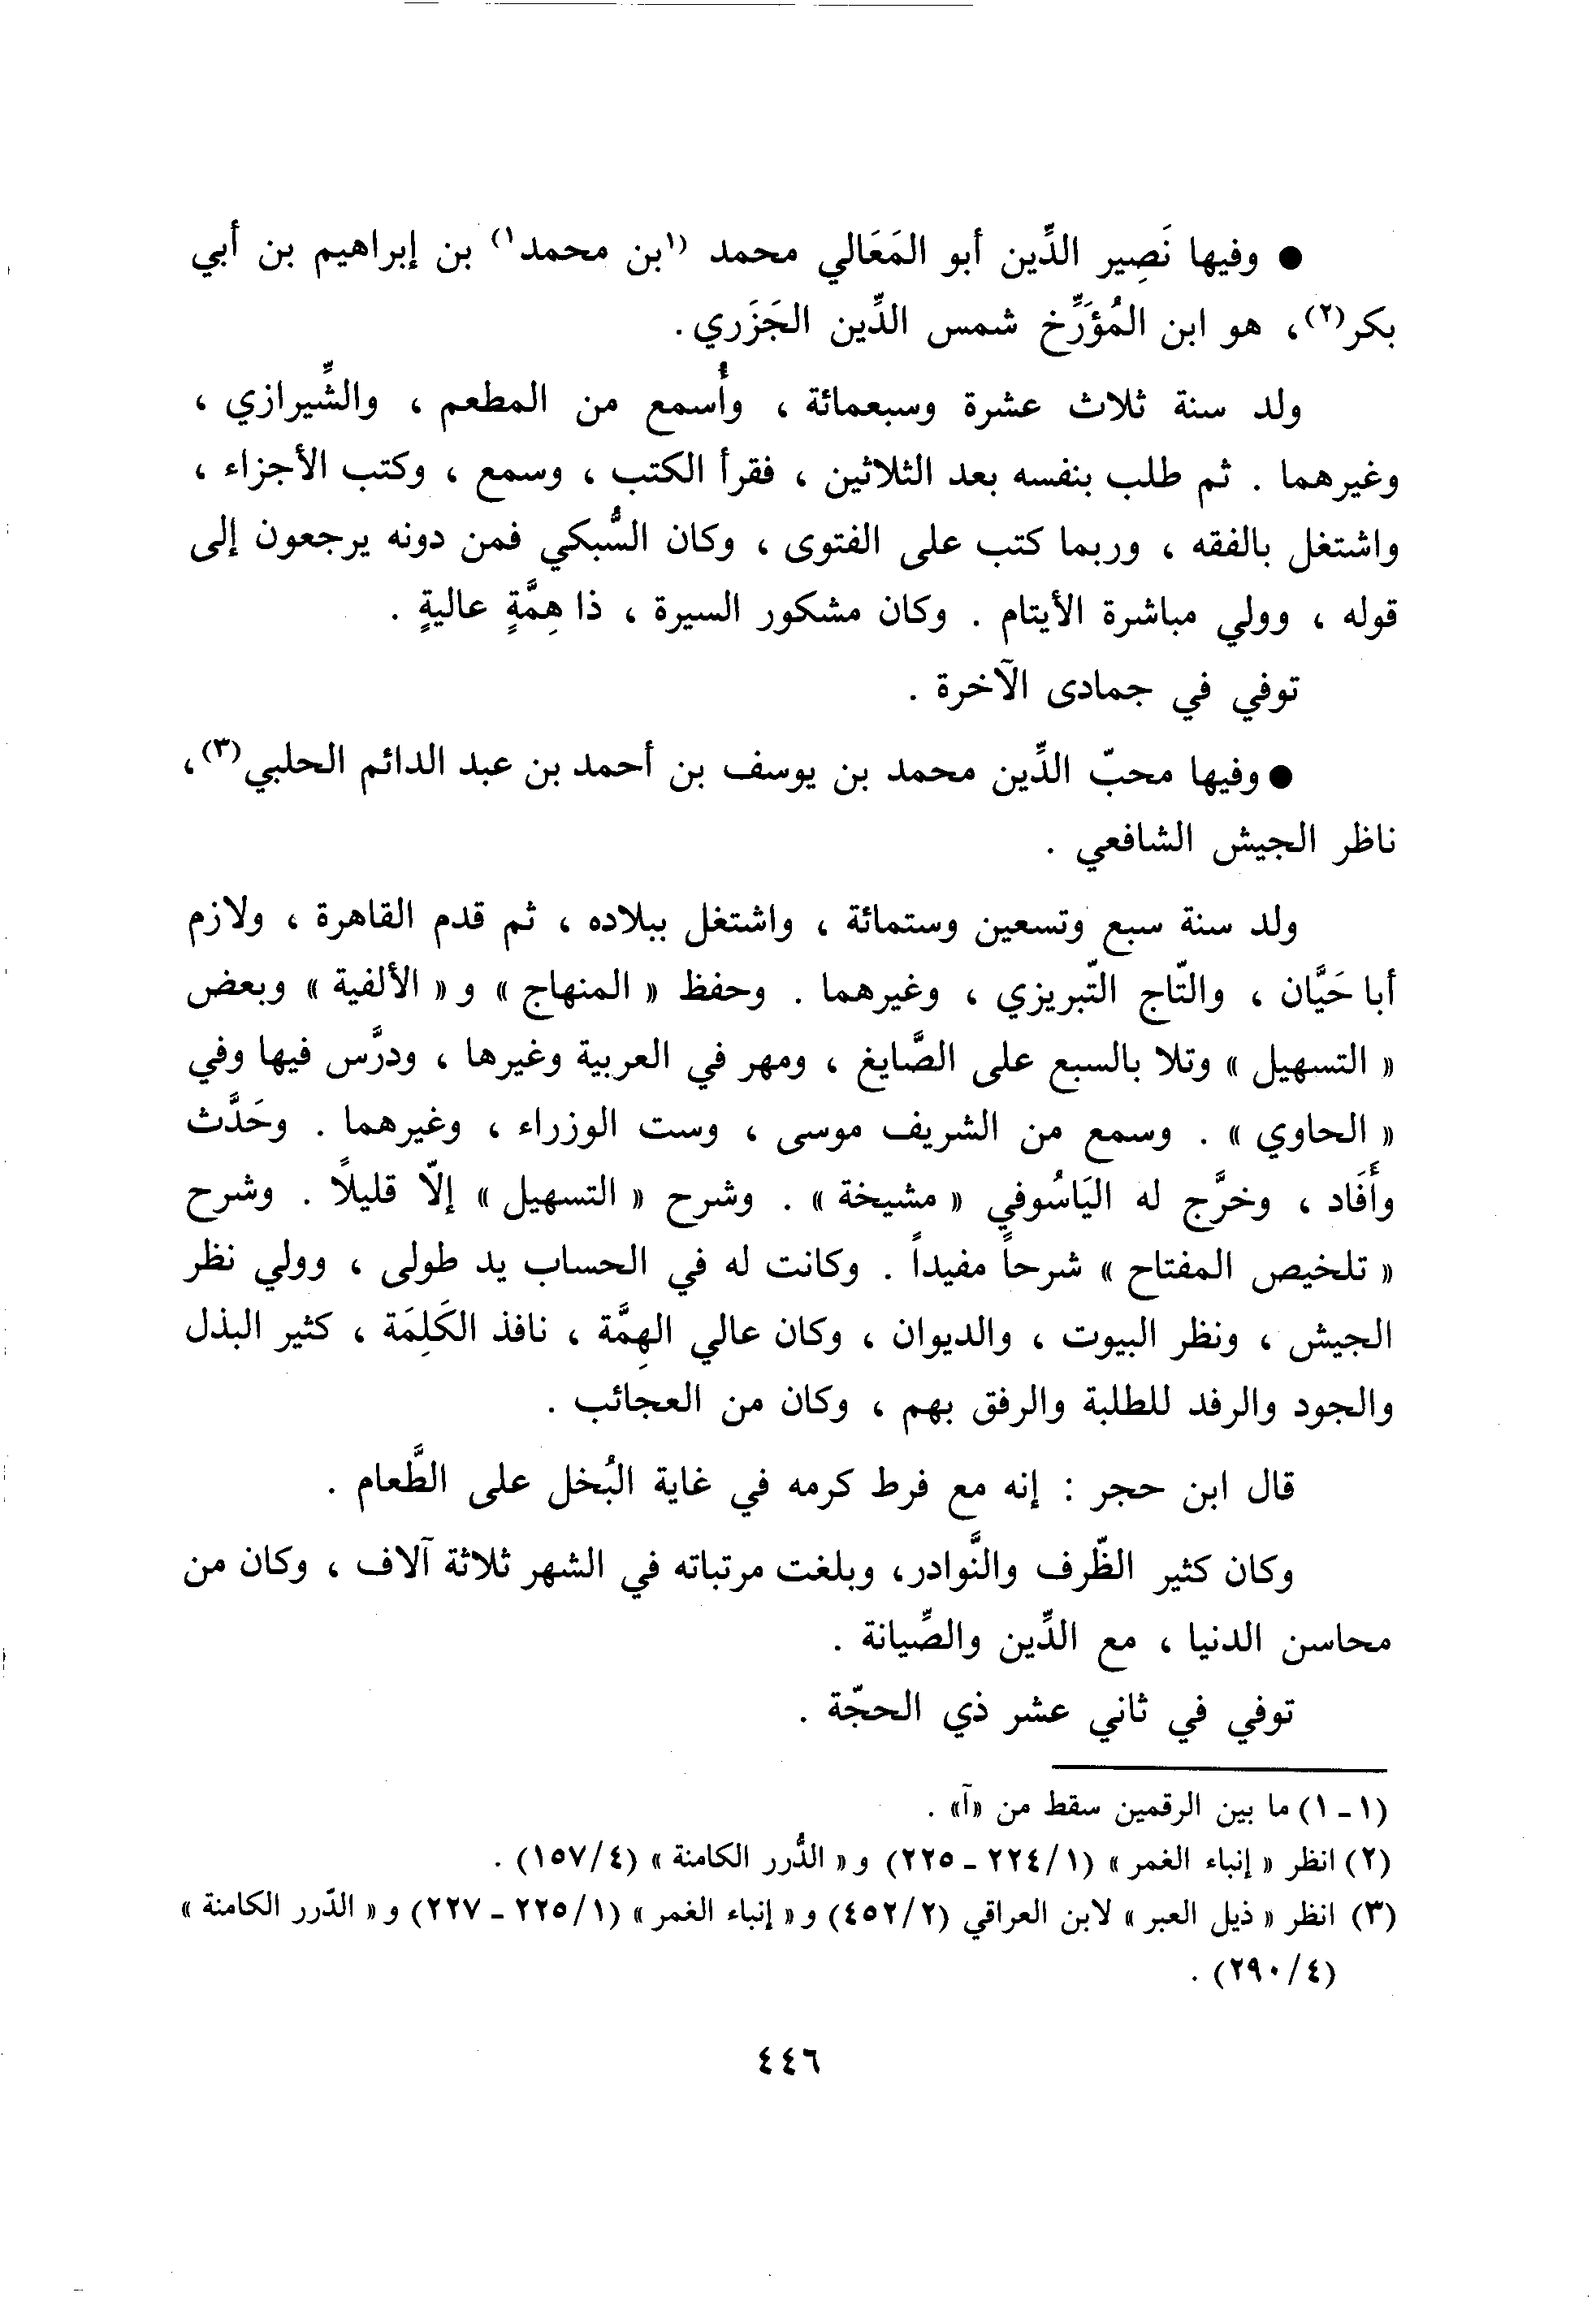 ● وفيها نَصِير الدِّين أبو المَعَالي محمد (١بن محمد١) بن إبراهيم بن أبي
بكر(٢)، هو ابن المُؤَرِّخ شمس الدِّين الجَزَري.
ولد سنة ثلاث عشرة وسبعمائة ، وأُسمع من المطعم ، والشِّيرازي ،
وغيرهما . ثم طلب بنفسه بعد الثلاثين ، فقرأ الكتب ، وسمع ، وكتب الأجزاء ،
واشتغل بالفقه ، وربما كتب على الفتوى ، وكان السُّبكي فمن دونه يرجعون إلى
قوله ، وولي مباشرة الأيتام . وكان مشكور السيرة ، ذا هِمَّةٍ عاليةٍ .
توفي في جمادى الآخرة .
● وفيها محبّ الدِّين محمد بن يوسف بن أحمد بن عبد الدائم الحلبي(٣)،
ناظر الجيش الشافعي .
ولد سنة سبع وتسعين وستمائة ، واشتغل ببلاده ، ثم قدم القاهرة ، ولازم
أبا حَيَّان ، والتّاج التّبريزي ، وغيرهما . وحفظ « المنهاج » و « الألفية » وبعض
« التسهيل » وتلا بالسبع على الصَّايغ ، ومهر في العربية وغيرها ، ودرَّس فيها وفي
« الحاوي » . وسمع من الشريف موسى ، وست الوزراء ، وغيرهما . وحَدَّث
وأَفَاد ، وخرَّج له اليَاسُوفي « مشيخة » . وشرح « التسهيل » إلّا قليلًا . وشرح
« تلخيص المفتاح » شرحاً مفيداً . وكانت له في الحساب يد طولى ، وولي نظر
الجيش ، ونظر البيوت ، والديوان ، وكان عالي الهِمَّة ، نافذ الكَلِمَة ، كثير البذل
والجود والرفد للطلبة والرفق بهم ، وكان من العجائب .
قال ابن حجر : إنه مع فرط كرمه في غاية البُخل على الطَّعام .
وكان كثير الظّرف والنَّوادر، وبلغت مرتباته في الشهر ثلاثة آلاف ، وكان من
محاسن الدنيا ، مع الدِّين والصِّيانة .
توفي في ثاني عشر ذي الحجّة .
(١ ـ ١) ما بين الرقمين سقط من «آ» .
(٢) انظر « إنباء الغمر » (١/ ٢٢٤ ـ ٢٢٥) و « الدُّرر الكامنة » (٤/ ١٥٧) .
(٣) انظر « ذيل العبر » لابن العراقي (٢/ ٤٥٢) و « إنباء الغمر » (١/ ٢٢٥ ـ ٢٢٧) و « الدّرر الكامنة »
(٤/ ٢٩٠) .
٤٤٦